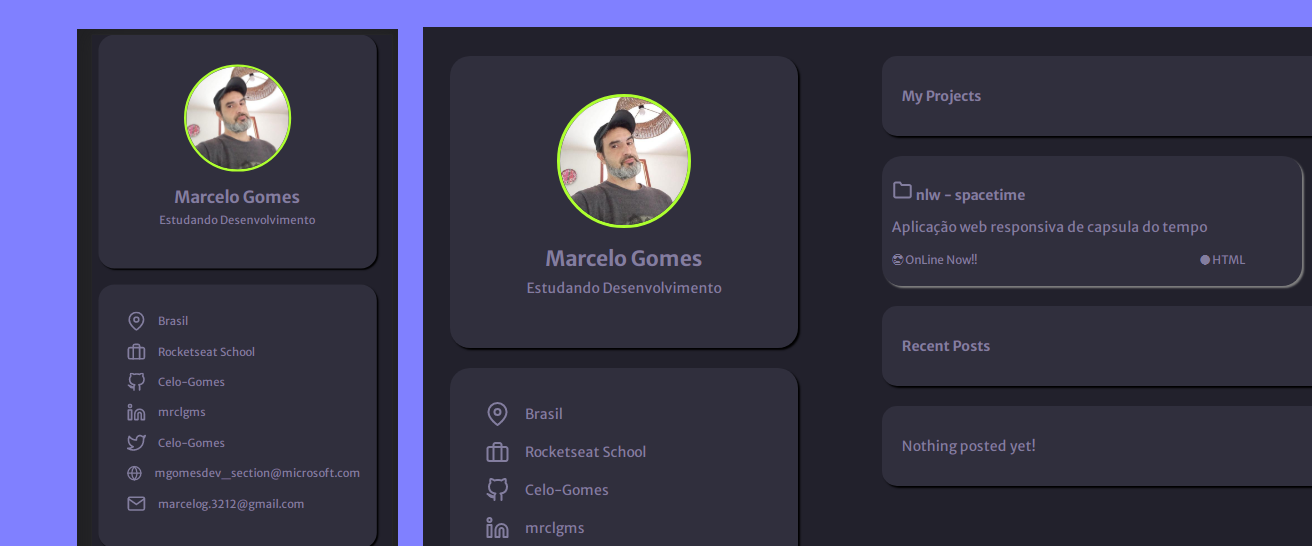 Marcelo Gomes
Estudando Desenvolvimento
Brasil
Rocketseat School
Celo-Gomes
mrclgms
Celo-Gomes
mgomesdev_section@microsoft.com
marcelog.3212@gmail.com
Marcelo Gomes
Estudando Desenvolvimento
Brasil
Rocketseat School
Celo-Gomes
mrclgms
My Projects
nlw - spacetime
Aplicação web responsiva de capsula do tempo
OnLine Now!!
HTML
Recent Posts
Nothing posted yet!